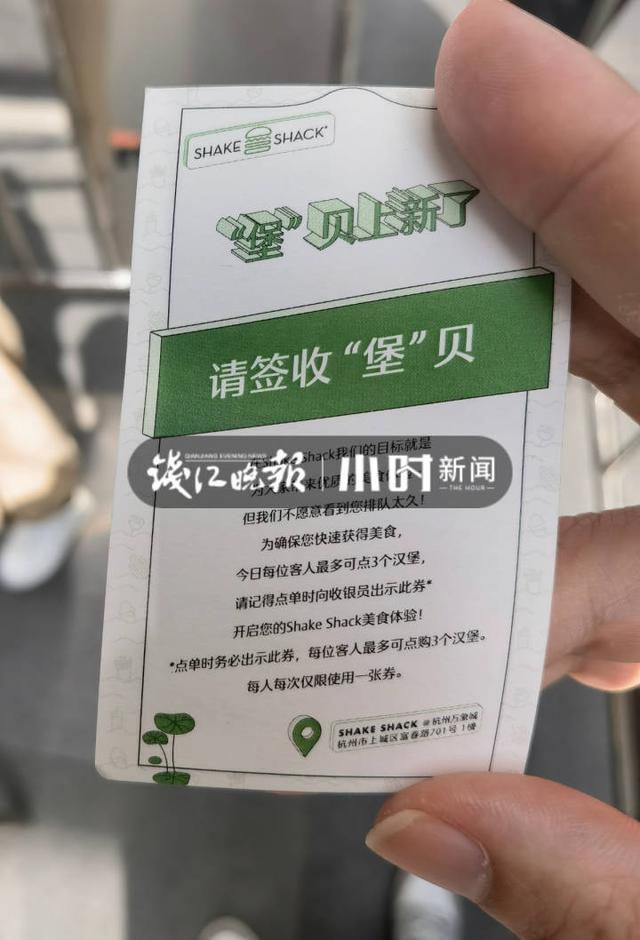 SHAKE SHACK
“堡”贝上新了
请签收“堡”贝
Shack我们的目标就是
QIANJIANG EVENING NEWS
钱江晚报 小时新闻
THE HOUR
但我们不愿意看到您排队太久！
为确保您快速获得美食，
今日每位客人最多可点3个汉堡，
请记得点单时向收银员出示此券*
开启您的Shake Shack美食体验！
*点单时务必出示此券，每位客人最多可点购3个汉堡。
每人每次仅限使用一张券。
SHAKE SHACK @杭州万象城
杭州市上城区富春路701号 1楼